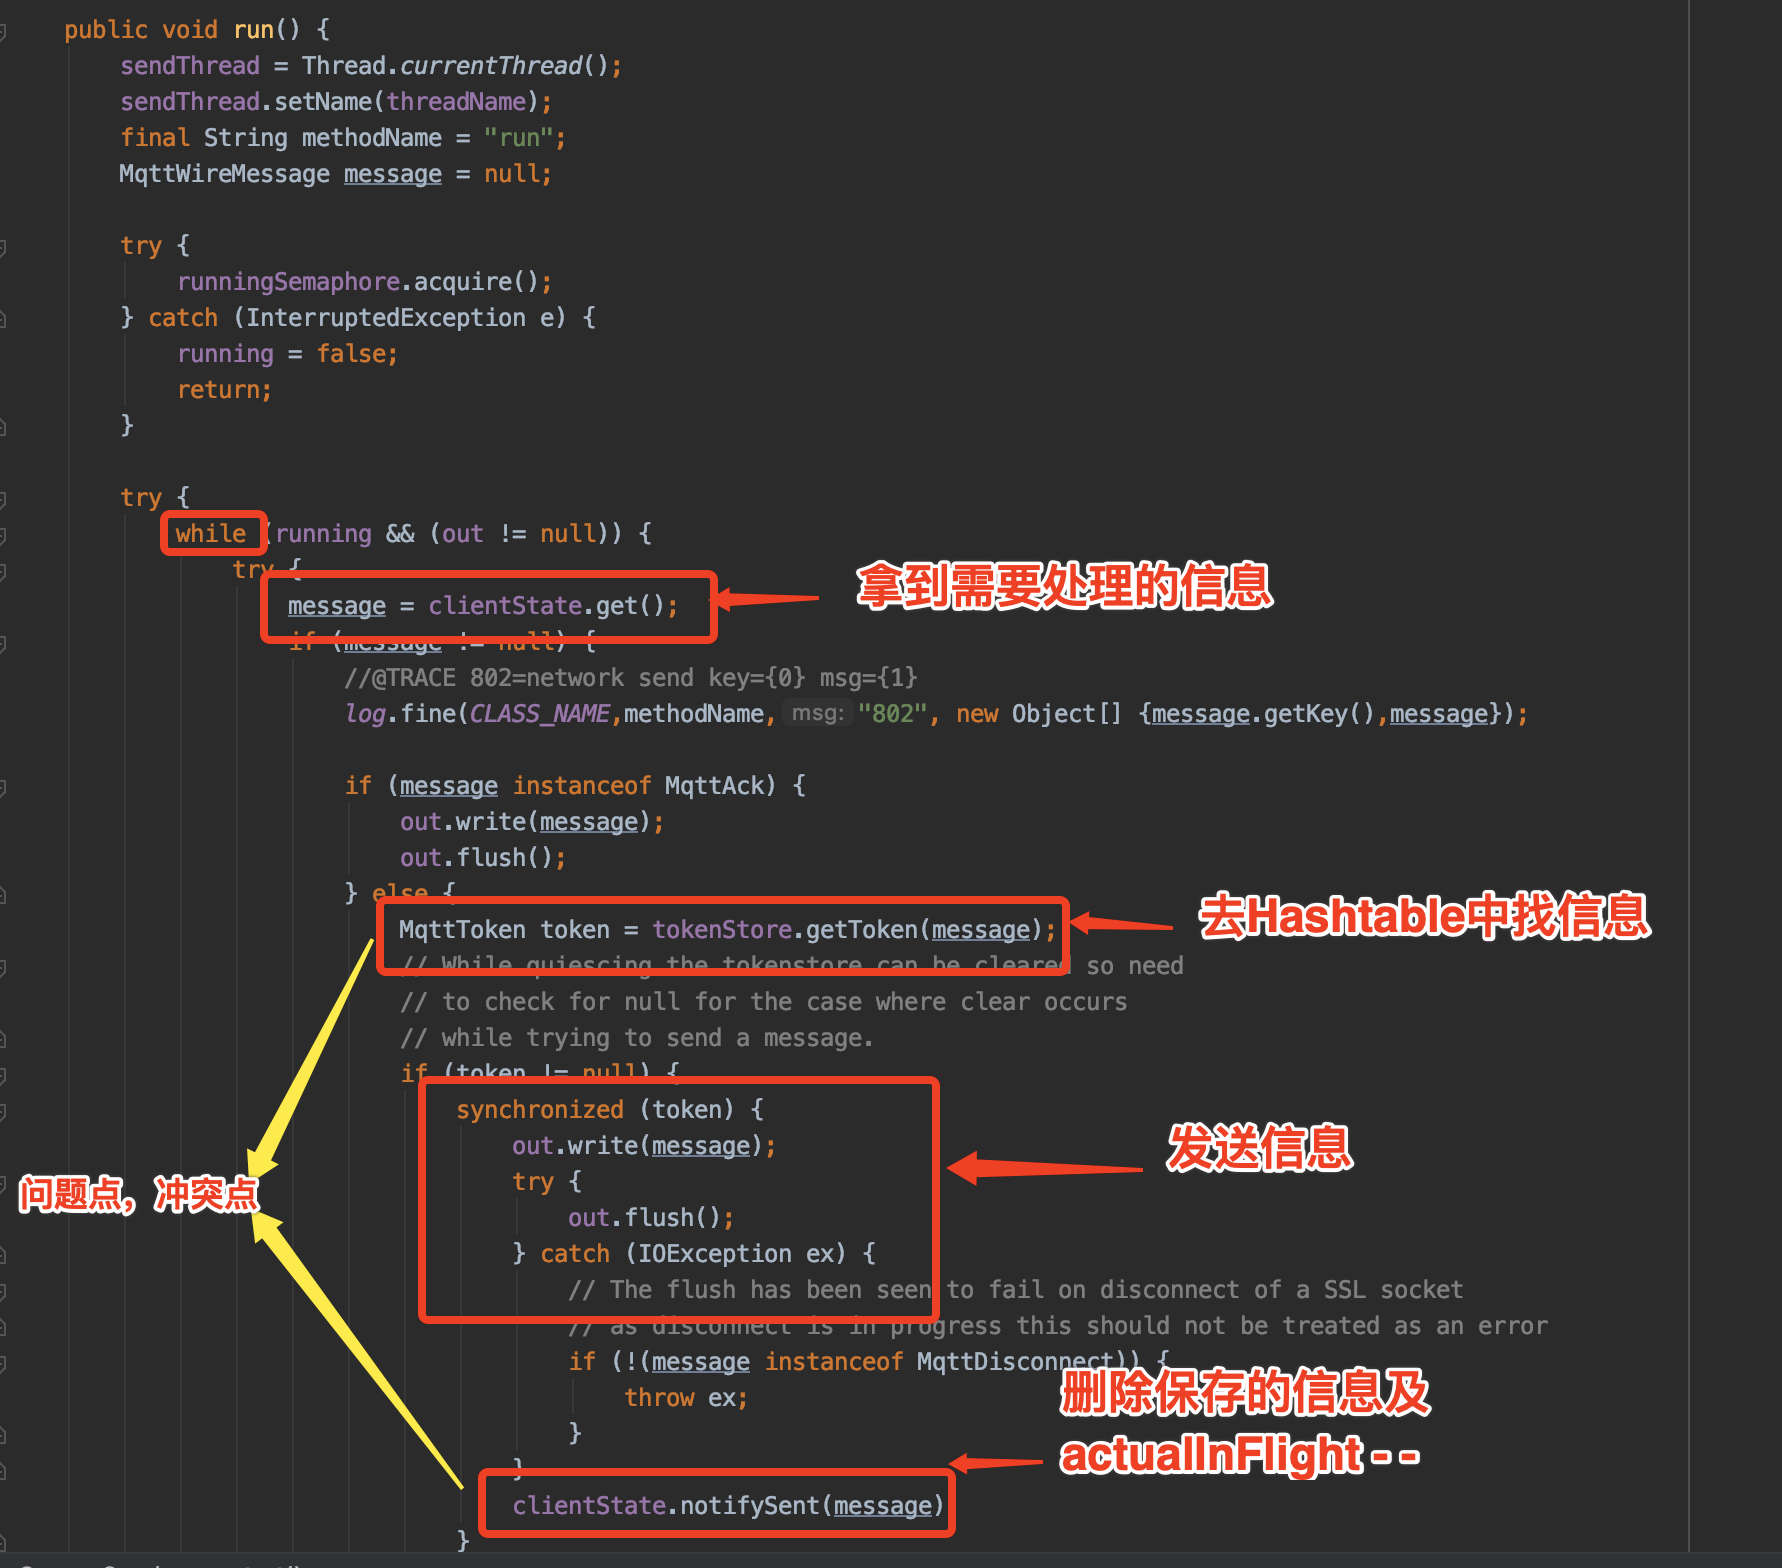 public void run() {
sendThread = Thread.currentThread();
sendThread.setName(threadName);
final String methodName = "run";
MqttWireMessage message = null;
try {
runningSemaphore.acquire();
} catch (InterruptedException e) {
running = false;
return;
}
try {
while (running && (out != null)) {
try {
拿到需要处理的信息
message = clientState.get();
if (message != null) {
//@TRACE 802=network send key={0} msg={1}
log.fine(CLASS_NAME,methodName, msg: "802", new Object[] {message.getKey(),message});
if (message instanceof MqttAck) {
out.write(message);
out.flush();
} else {
去Hashtable中找信息
MqttToken token = tokenStore.getToken(message);
// While quiescing the tokenstore can be cleared so need
// to check for null for the case where clear occurs
// while trying to send a message.
if (token != null) {
synchronized (token) {
out.write(message);
发送信息
try {
问题点，冲突点
out.flush();
} catch (IOException ex) {
// The flush has been seen to fail on disconnect of a SSL socket
// as disconnect is in progress this should not be treated as an error
if (!(message instanceof MqttDisconnect)) {
throw ex;
删除保存的信息及
}
actualInFlight - -
}
clientState.notifySent(message)
}